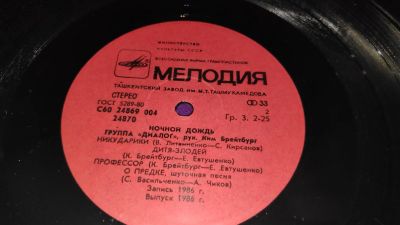 МИНИСТЕРСТВО
КУЛЬТУРЫ СССР
ВСЕСОЮЗНАЯ ФИРМА ГРАМПЛАСТИНОК
МЕЛОДИЯ
ТАШКЕНТСКИЙ ЗАВОД ИМ. М.Т. ТАШМУХАМЕДОВА
СТЕРЕО
33
ГОСТ 5289-80
Гр. 3. 2-25
С60 24869 004
24870
НОЧНОЙ ДОЖДЬ
ГРУППА «ДИАЛОГ», рук. Ким Брейтбург
НИКУДАРИКИ (В. Литвиненко—С. Кирсанов)
ДИТЯ-ЗЛОДЕЙ
(К. Брейтбург—Е. Евтушенко)
ПРОФЕССОР (К. Брейтбург—Е. Евтушенко)
О ПРЕДКЕ, шуточная песня
(С. Васильченко—А. Чиков)
Запись 1986 г.
Выпуск 1986 г.